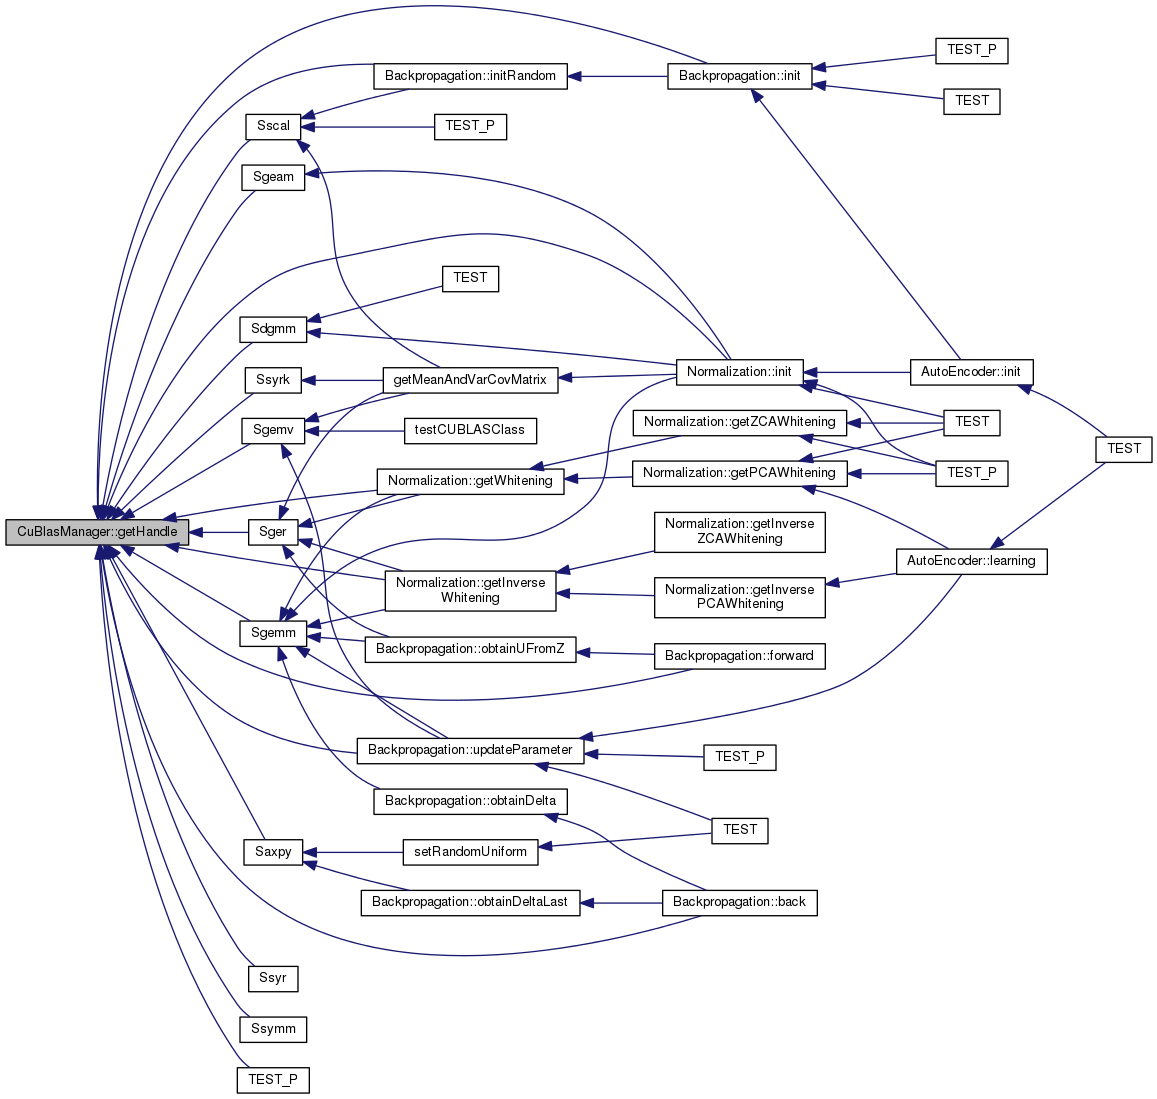 TEST_P
Backpropagation::initRandom
Backpropagation::init
TEST
Sscal
TEST_P
Sgeam
TEST
Sdgmm
Normalization::init
AutoEncoder::init
Ssyrk
getMeanAndVarCovMatrix
Normalization::getZCAWhitening
TEST
Sgemv
testCUBLASClass
TEST
Normalization::getWhitening
Normalization::getPCAWhitening
TEST_P
CuBlasManager::getHandle
Sger
Normalization::getInverse
ZCAWhitening
AutoEncoder::learning
Normalization::getInverse
Whitening
Normalization::getInverse
PCAWhitening
Sgemm
Backpropagation::obtainUFromZ
Backpropagation::forward
Backpropagation::updateParameter
TEST_P
Backpropagation::obtainDelta
TEST
Saxpy
setRandomUniform
Backpropagation::obtainDeltaLast
Backpropagation::back
Ssyr
Ssymm
TEST_P